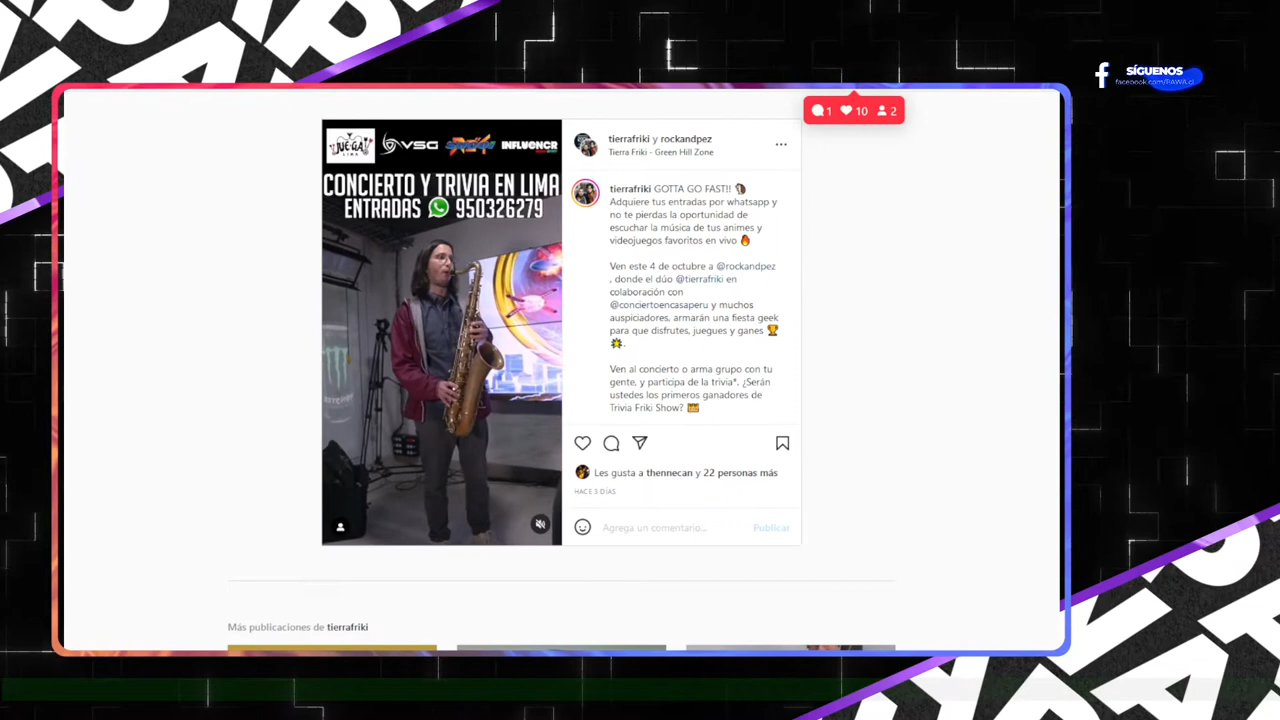 SÍGUENOS
facebook.com/PAWA.cl
1 10 2
JUEGA
LIMA
VSG
INFLUENCR
CONCIERTO Y TRIVIA EN LIMA
ENTRADAS 950326279
tierrafriki y rockandpez
Tierra Friki - Green Hill Zone
tierrafriki GOTTA GO FAST!! 🦔
Adquiere tus entradas por whatsapp y
no te pierdas la oportunidad de
escuchar la música de tus animes y
videojuegos favoritos en vivo 🔥
Ven este 4 de octubre a @rockandpez
, donde el dúo @tierrafriki en
colaboración con
@conciertoencasaperu y muchos
auspiciadores, armarán una fiesta geek
para que disfrutes, juegues y ganes 🏆
💥.
Ven al concierto o arma grupo con tu
gente, y participa de la trivia*. ¿Serán
ustedes los primeros ganadores de
Trivia Friki Show?
Les gusta a thennecan y 22 personas más
HACE 3 DÍAS
Agrega un comentario... Publicar
Más publicaciones de tierrafriki